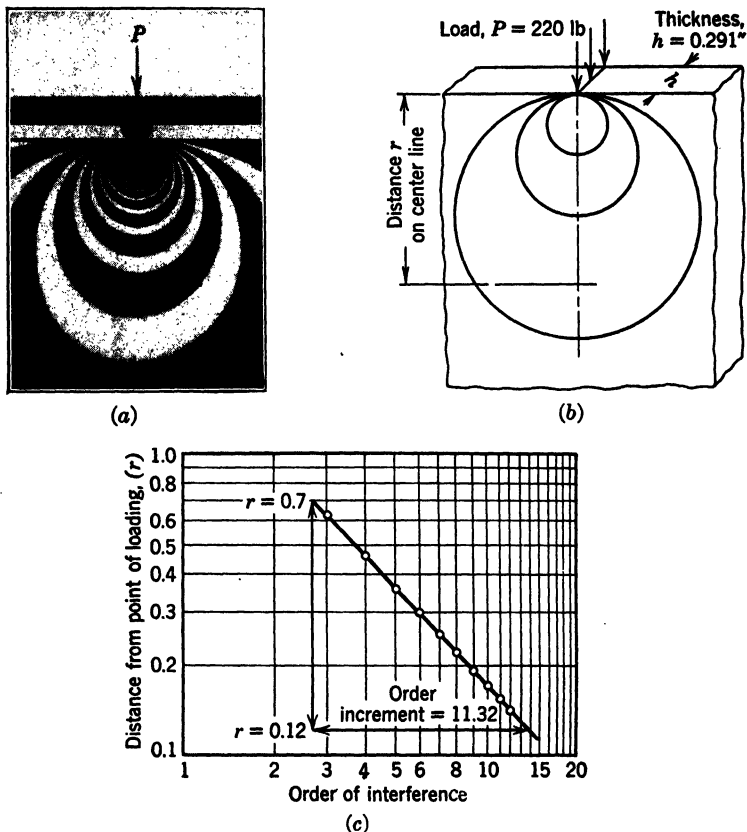 P
(a)
Load, P = 220 lb
Thickness,
h = 0.291"
h
Distance r
on center line
(b)
Distance from point of loading, (r)
1.0
0.8
0.6
0.5
0.4
0.3
0.2
0.1
r = 0.7
r = 0.12
Order
increment = 11.32
1 2 3 4 5 6 8 10 15 20
Order of interference
(c)